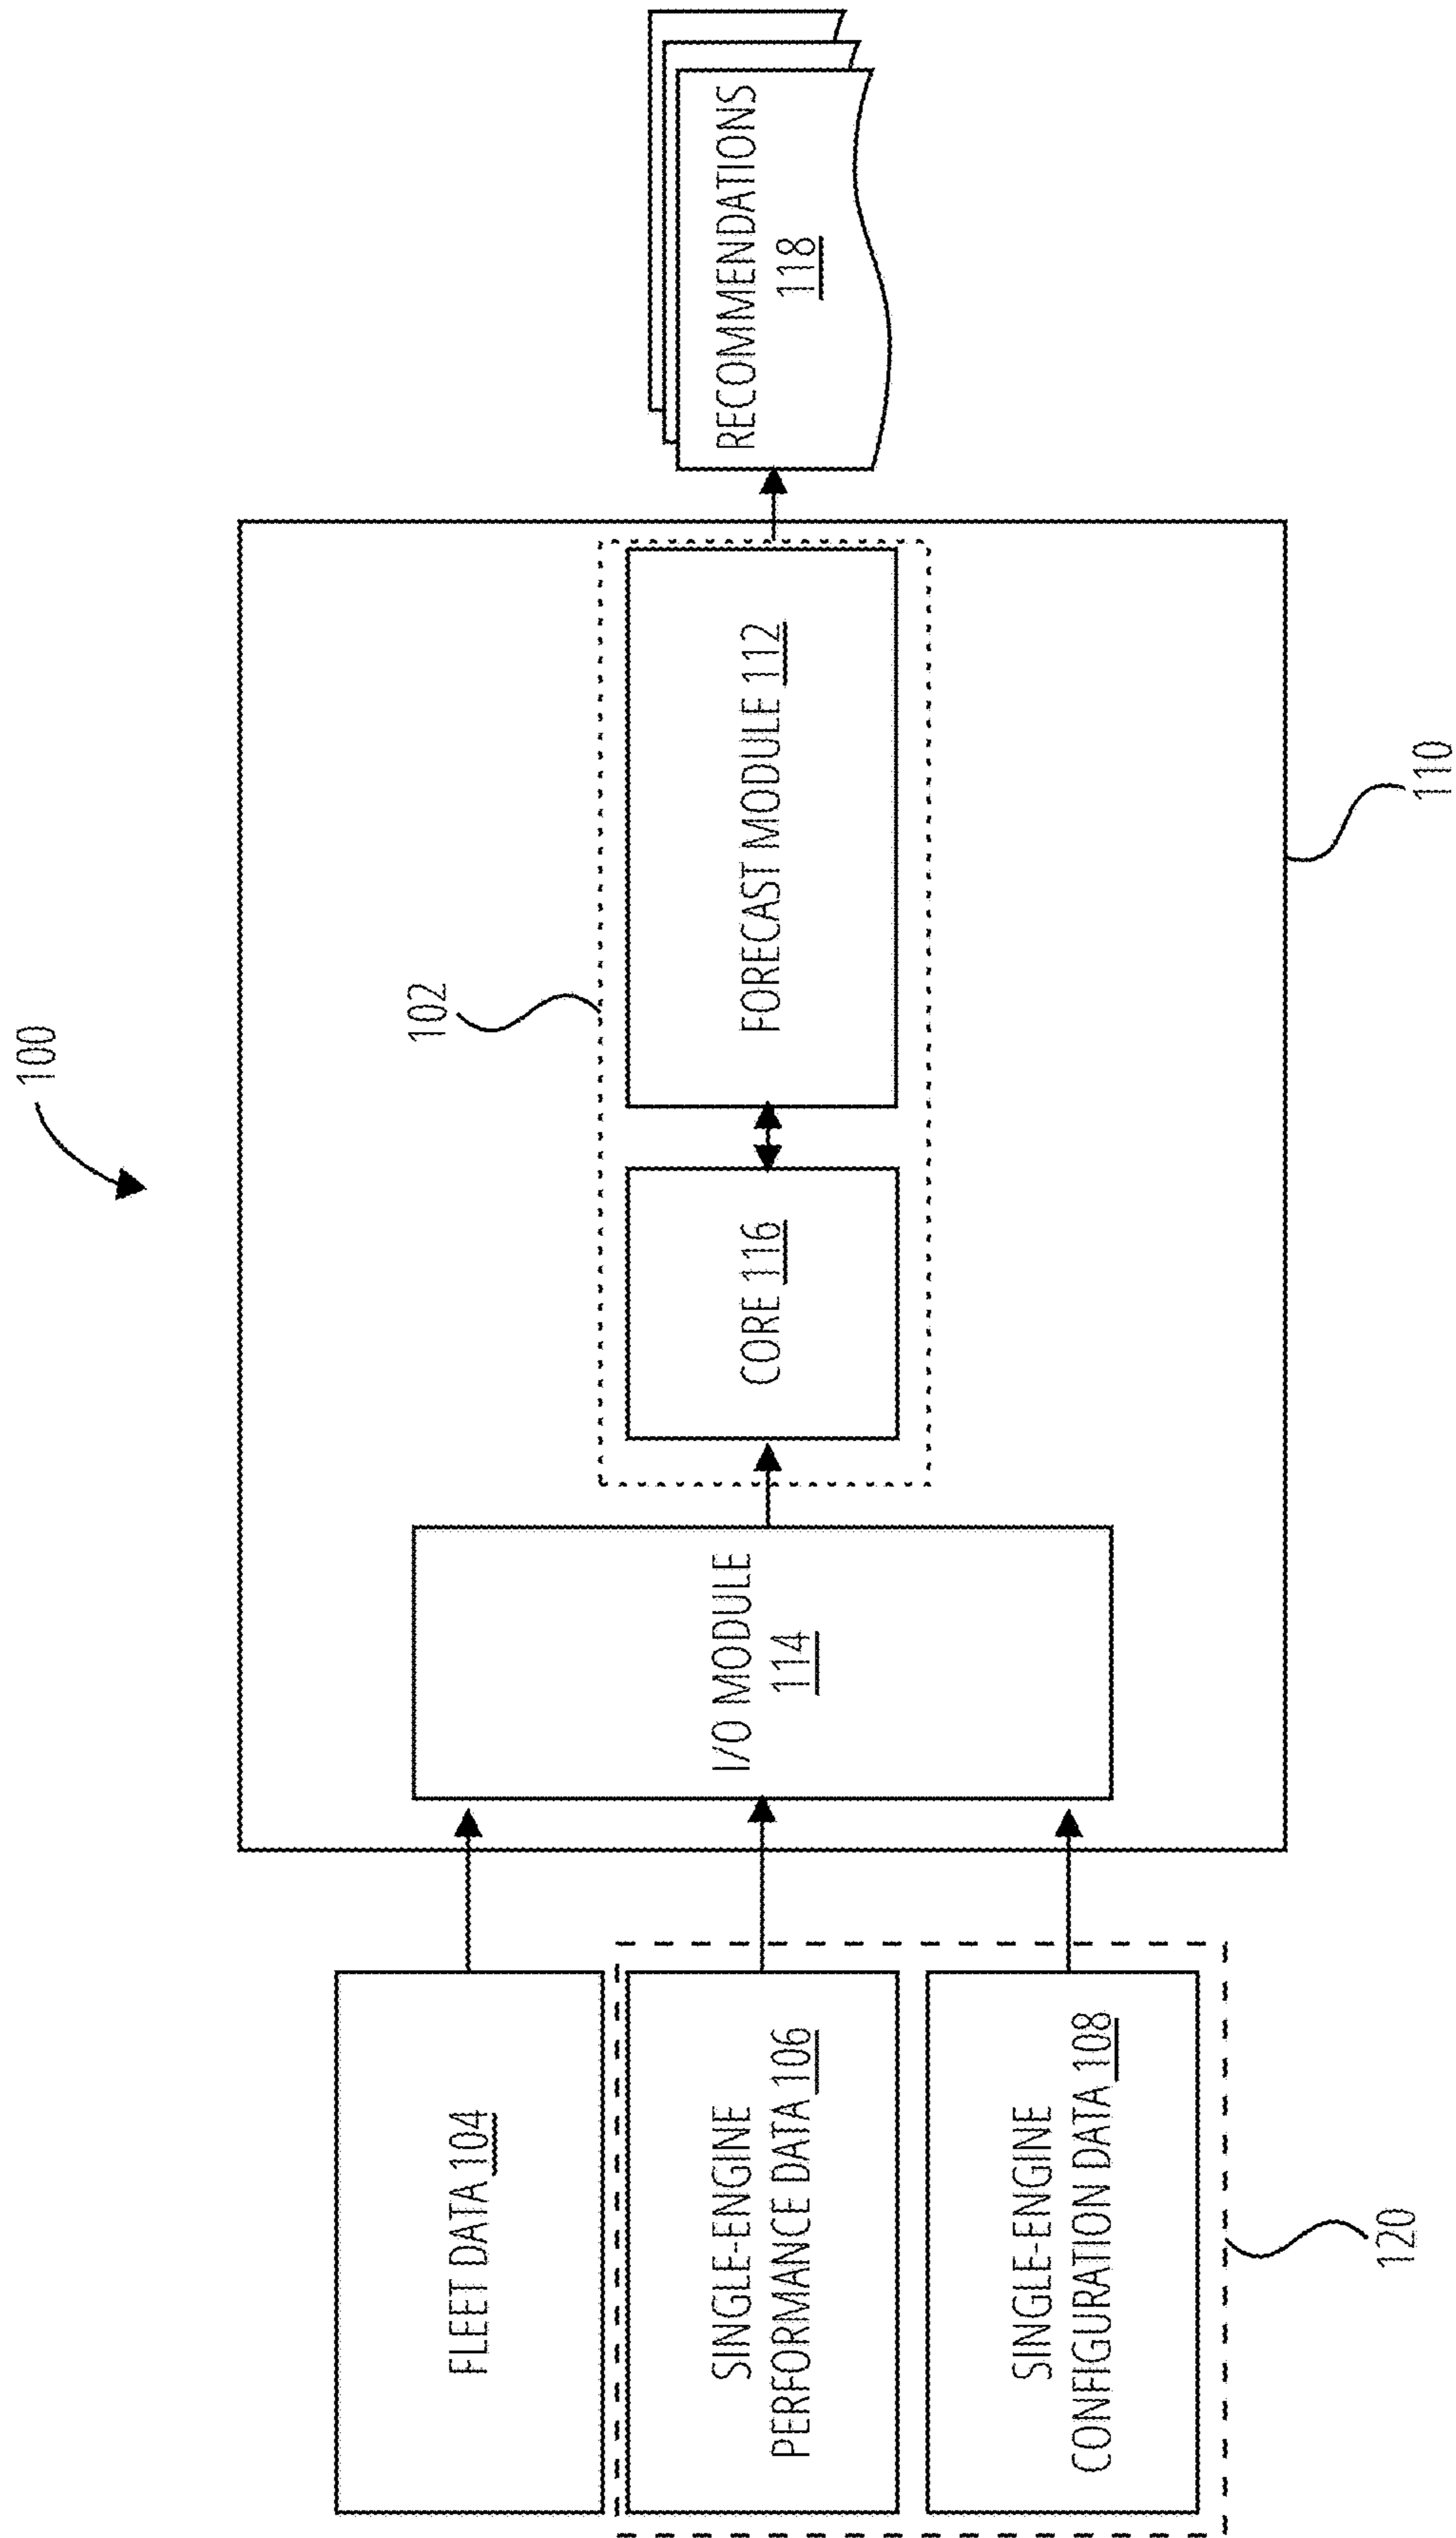 100
FLEET DATA 104
SINGLE-ENGINE
PERFORMANCE DATA 106
SINGLE-ENGINE
CONFIGURATION DATA 108
120
I/O MODULE
114
102
CORE 116
FORECAST MODULE 112
110
RECOMMENDATIONS
118